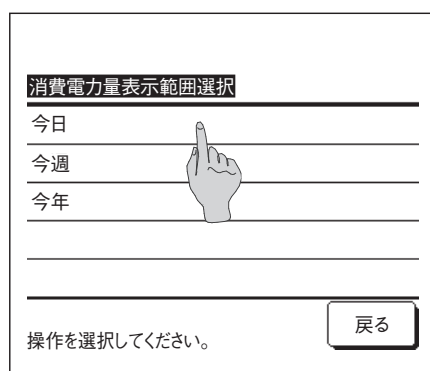 消費電力量表示範囲選択
今日
今週
今年
操作を選択してください。
戻る